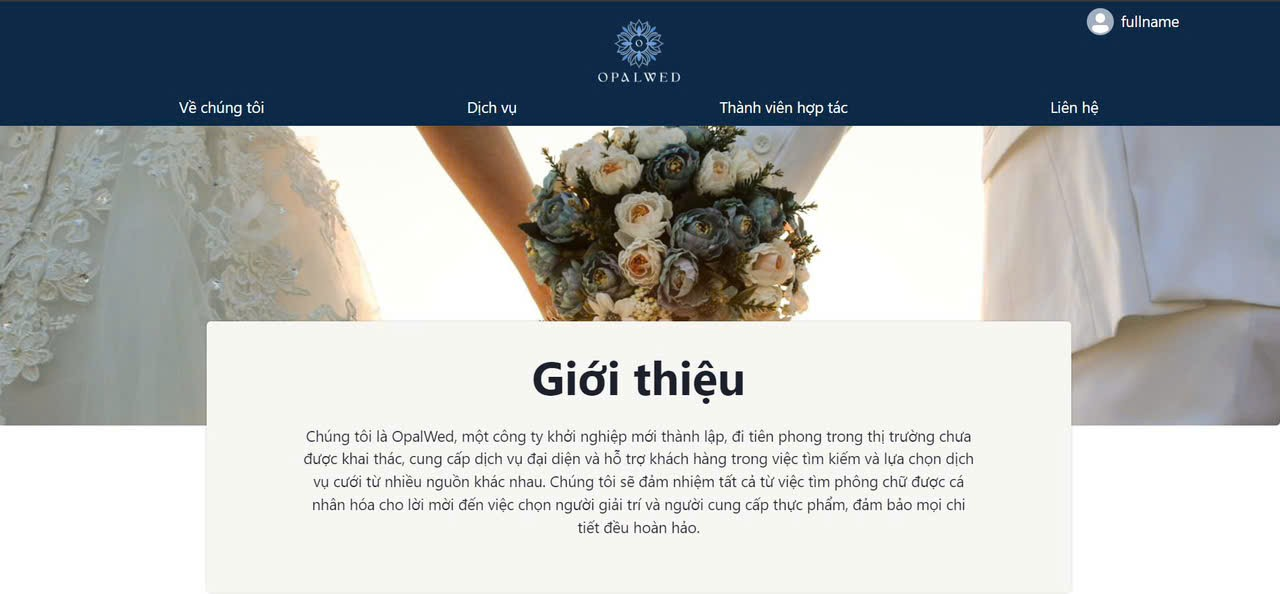 fullname
O
OPALWED
Về chúng tôi
Dịch vụ
Thành viên hợp tác
Liên hệ
Giới thiệu
Chúng tôi là OpalWed, một công ty khởi nghiệp mới thành lập, đi tiên phong trong thị trường chưa
được khai thác, cung cấp dịch vụ đại diện và hỗ trợ khách hàng trong việc tìm kiếm và lựa chọn dịch
vụ cưới từ nhiều nguồn khác nhau. Chúng tôi sẽ đảm nhiệm tất cả từ việc tìm phông chữ được cá
nhân hóa cho lời mời đến việc chọn người giải trí và người cung cấp thực phẩm, đảm bảo mọi chi
tiết đều hoàn hảo.